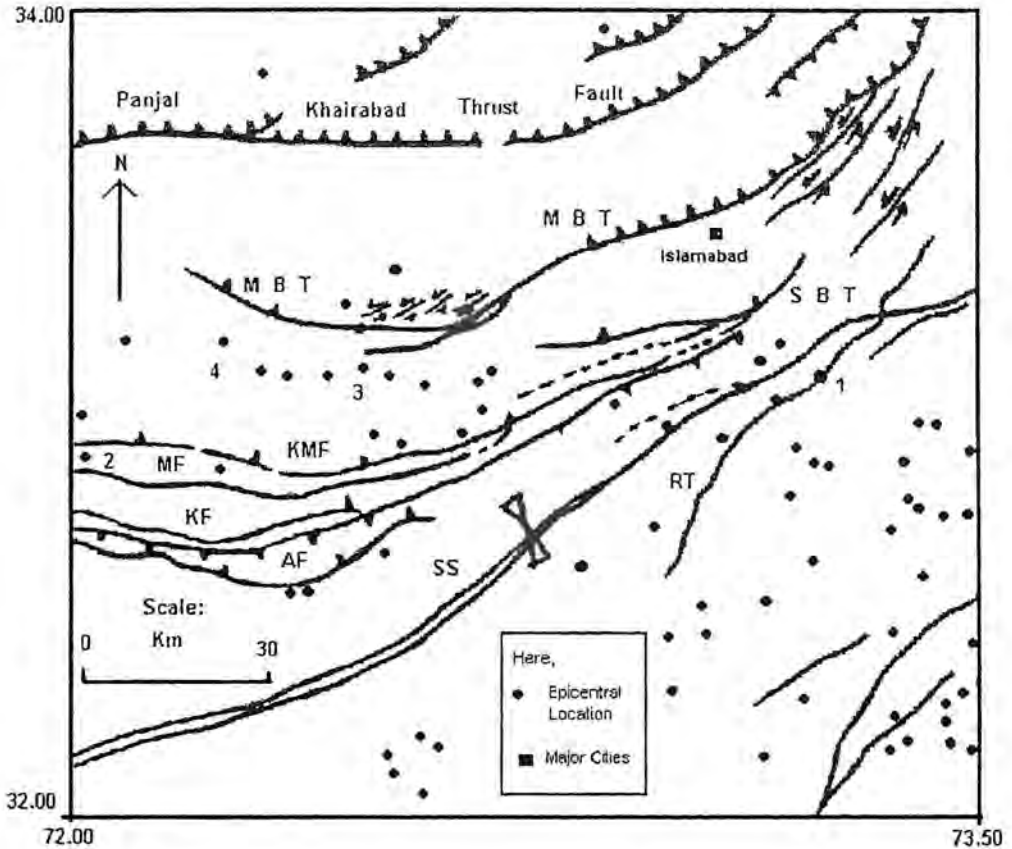 34.00
Panjal Khairabad Thrust Fault
N
M B T
Islamabad
M B T
S B T
4
3
1
2
MF
KMF
RT
KF
AF
SS
Scale:
Km
0 30
Here,
Epicentral
Location
Major Cities
32.00
72.00 73.50